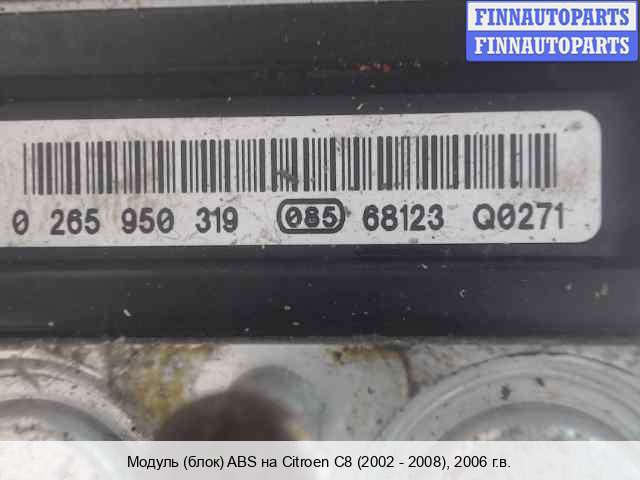 FINNAUTOPARTS
FINNAUTOPARTS
0 265 950 319 085 68123 Q0271
Модуль (блок) ABS на Citroen C8 (2002 - 2008), 2006 г.в.